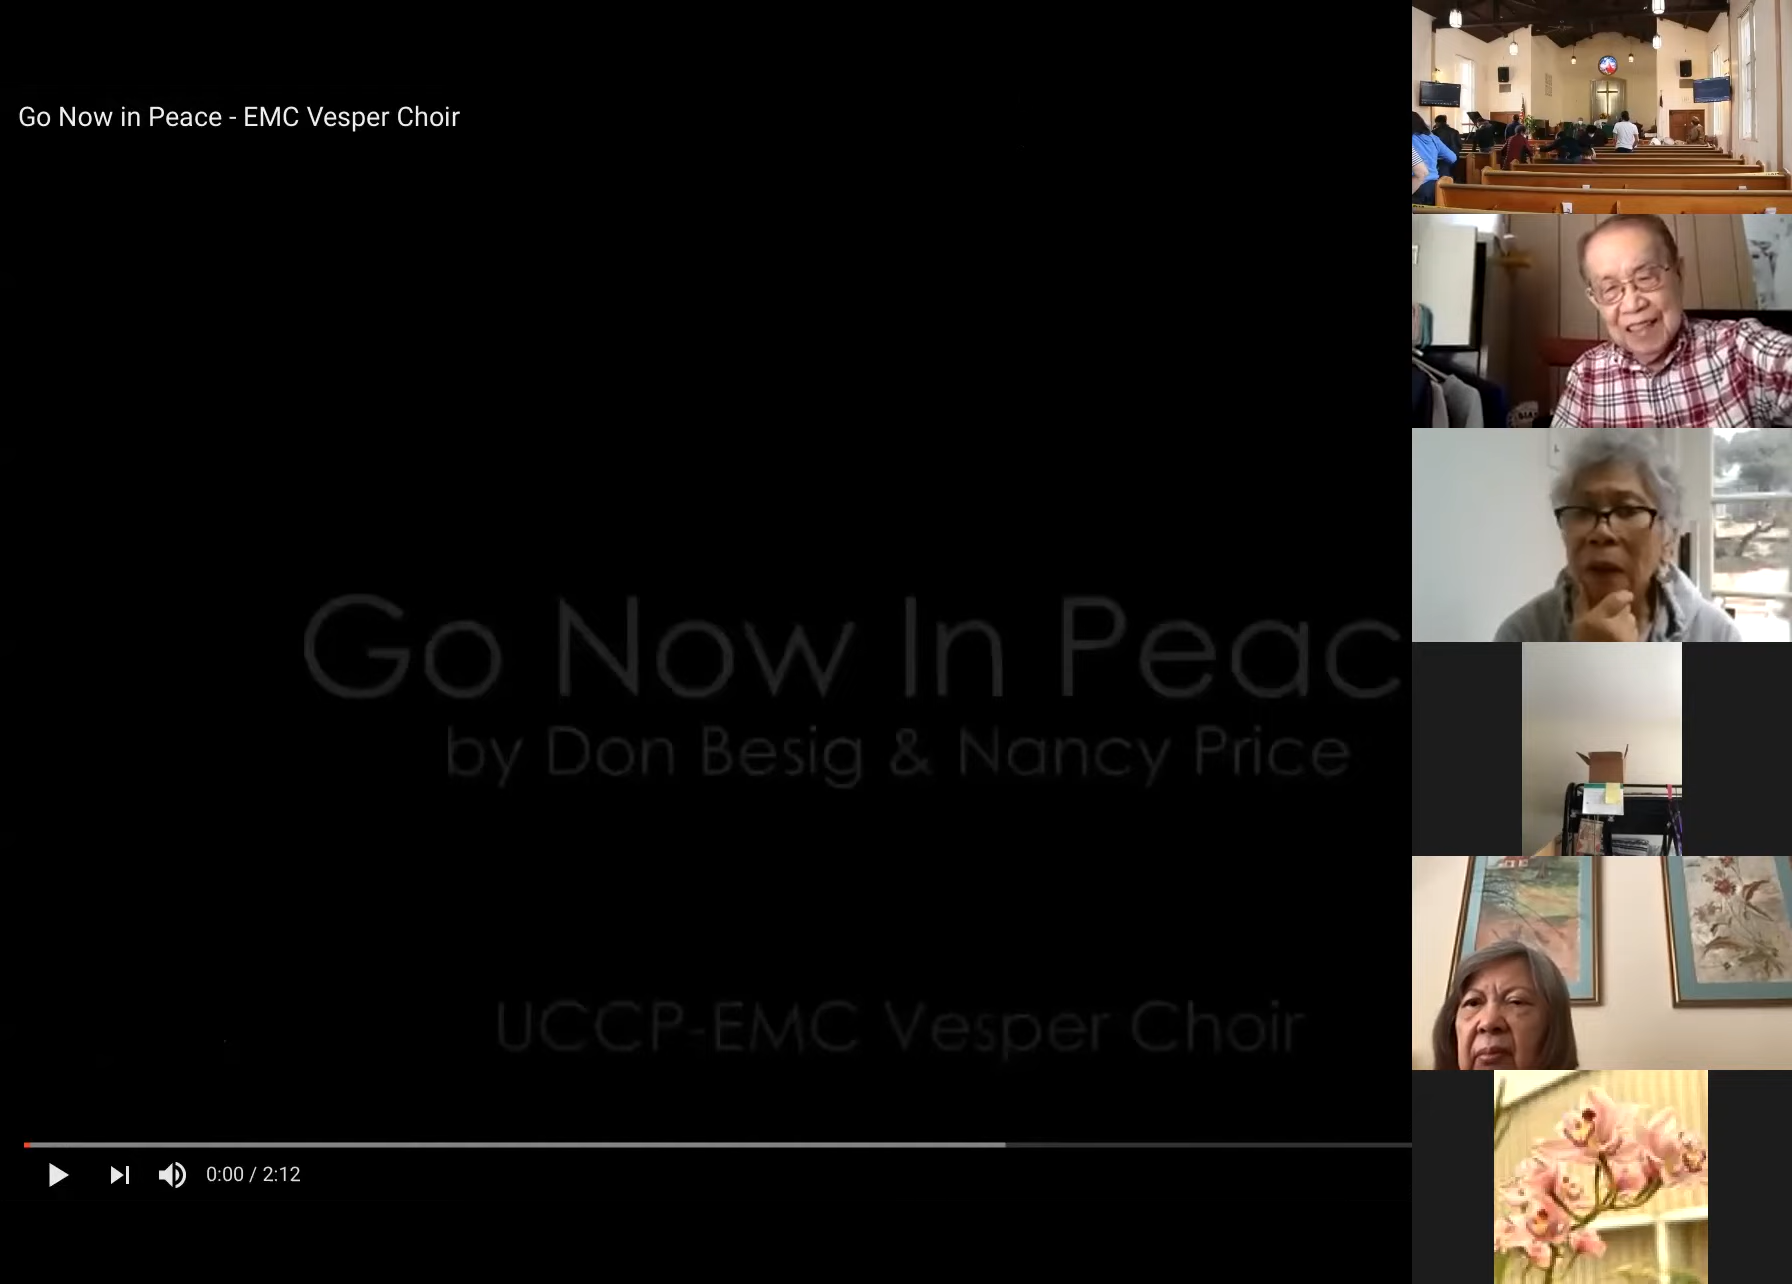 Go Now in Peace - EMC Vesper Choir
Go Now In Peac
by Don Besig & Nancy Price
UCCP-EMC Vesper Choir
0:00 / 2:12